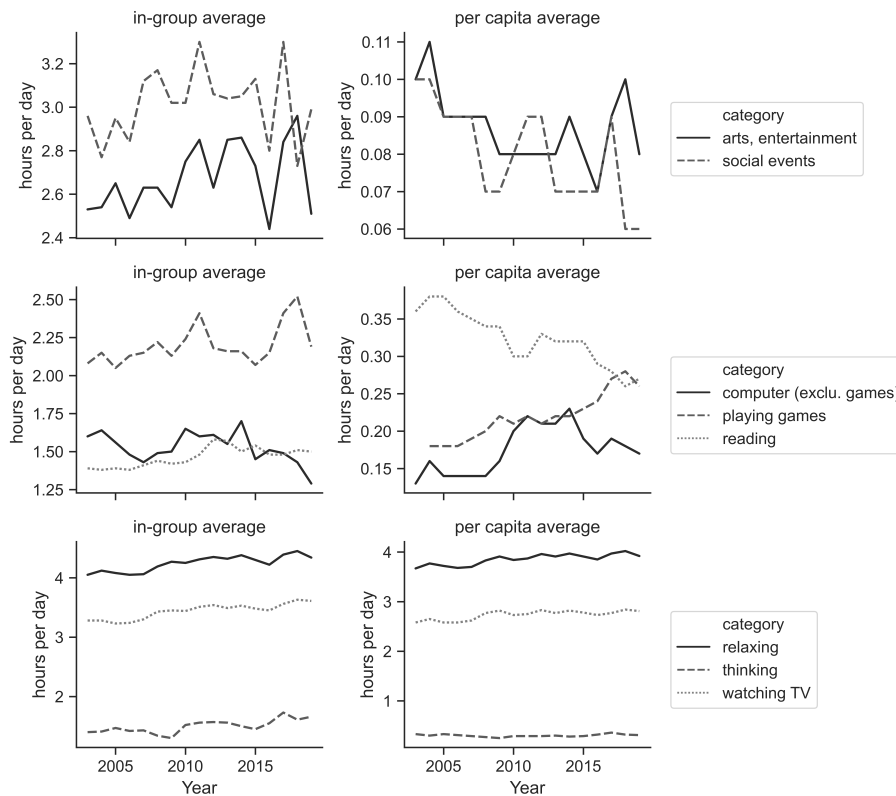 in-group average
per capita average
hours per day
3.2
3.0
2.8
2.6
2.4
hours per day
0.11
0.10
0.09
0.08
0.07
0.06
category
arts, entertainment
social events
in-group average
per capita average
hours per day
2.50
2.25
2.00
1.75
1.50
1.25
hours per day
0.35
0.30
0.25
0.20
0.15
category
computer (exclu. games)
playing games
reading
in-group average
per capita average
hours per day
4
3
2
hours per day
4
3
2
1
category
relaxing
thinking
watching TV
2005 2010 2015
Year
2005 2010 2015
Year